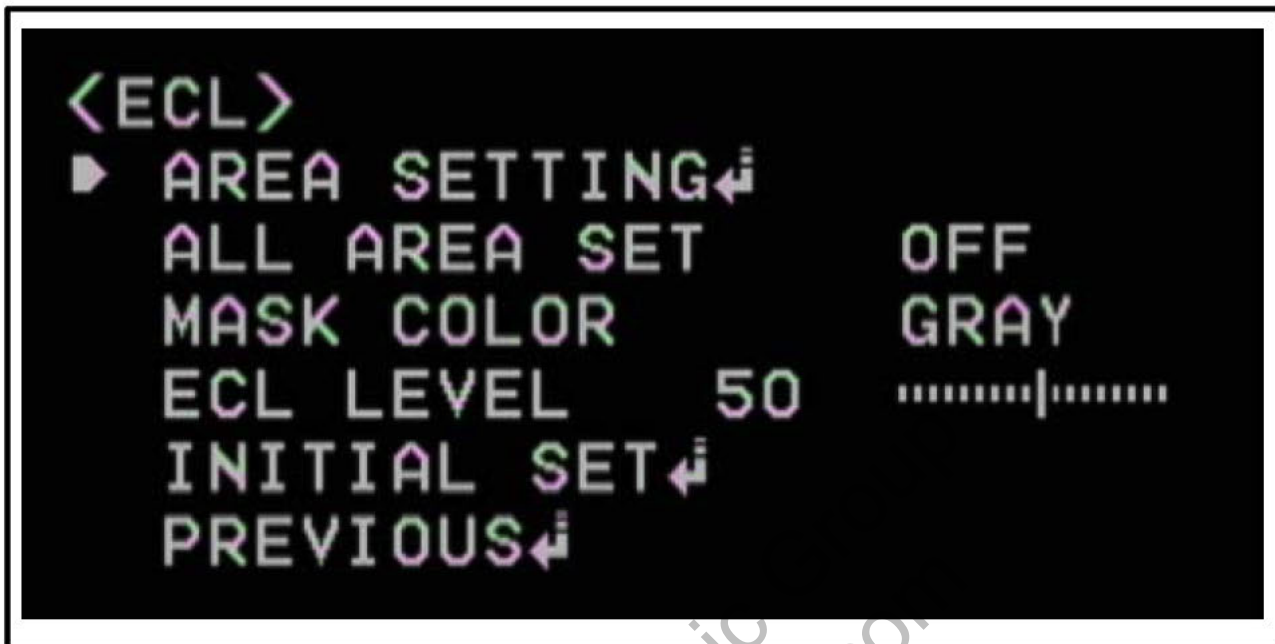 <ECL>
AREA SETTING↲
ALL AREA SET OFF
MASK COLOR GRAY
ECL LEVEL 50
INITIAL SET↲
PREVIOUS↲